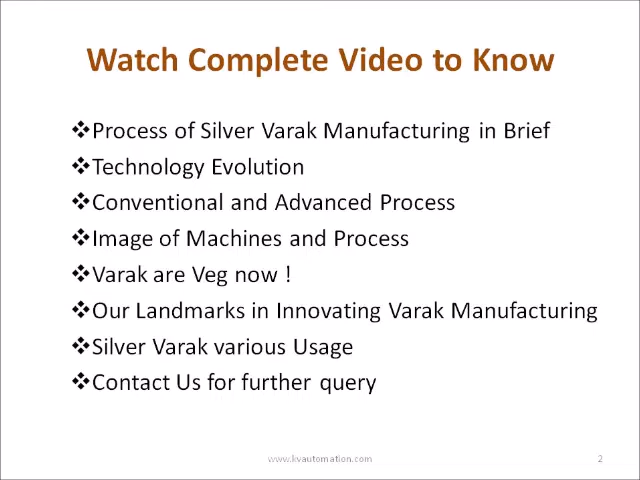 Watch Complete Video to Know
❖Process of Silver Varak Manufacturing in Brief
❖Technology Evolution
❖Conventional and Advanced Process
❖Image of Machines and Process
❖Varak are Veg now !
❖Our Landmarks in Innovating Varak Manufacturing
❖Silver Varak various Usage
❖Contact Us for further query
www.kvautomation.com 2